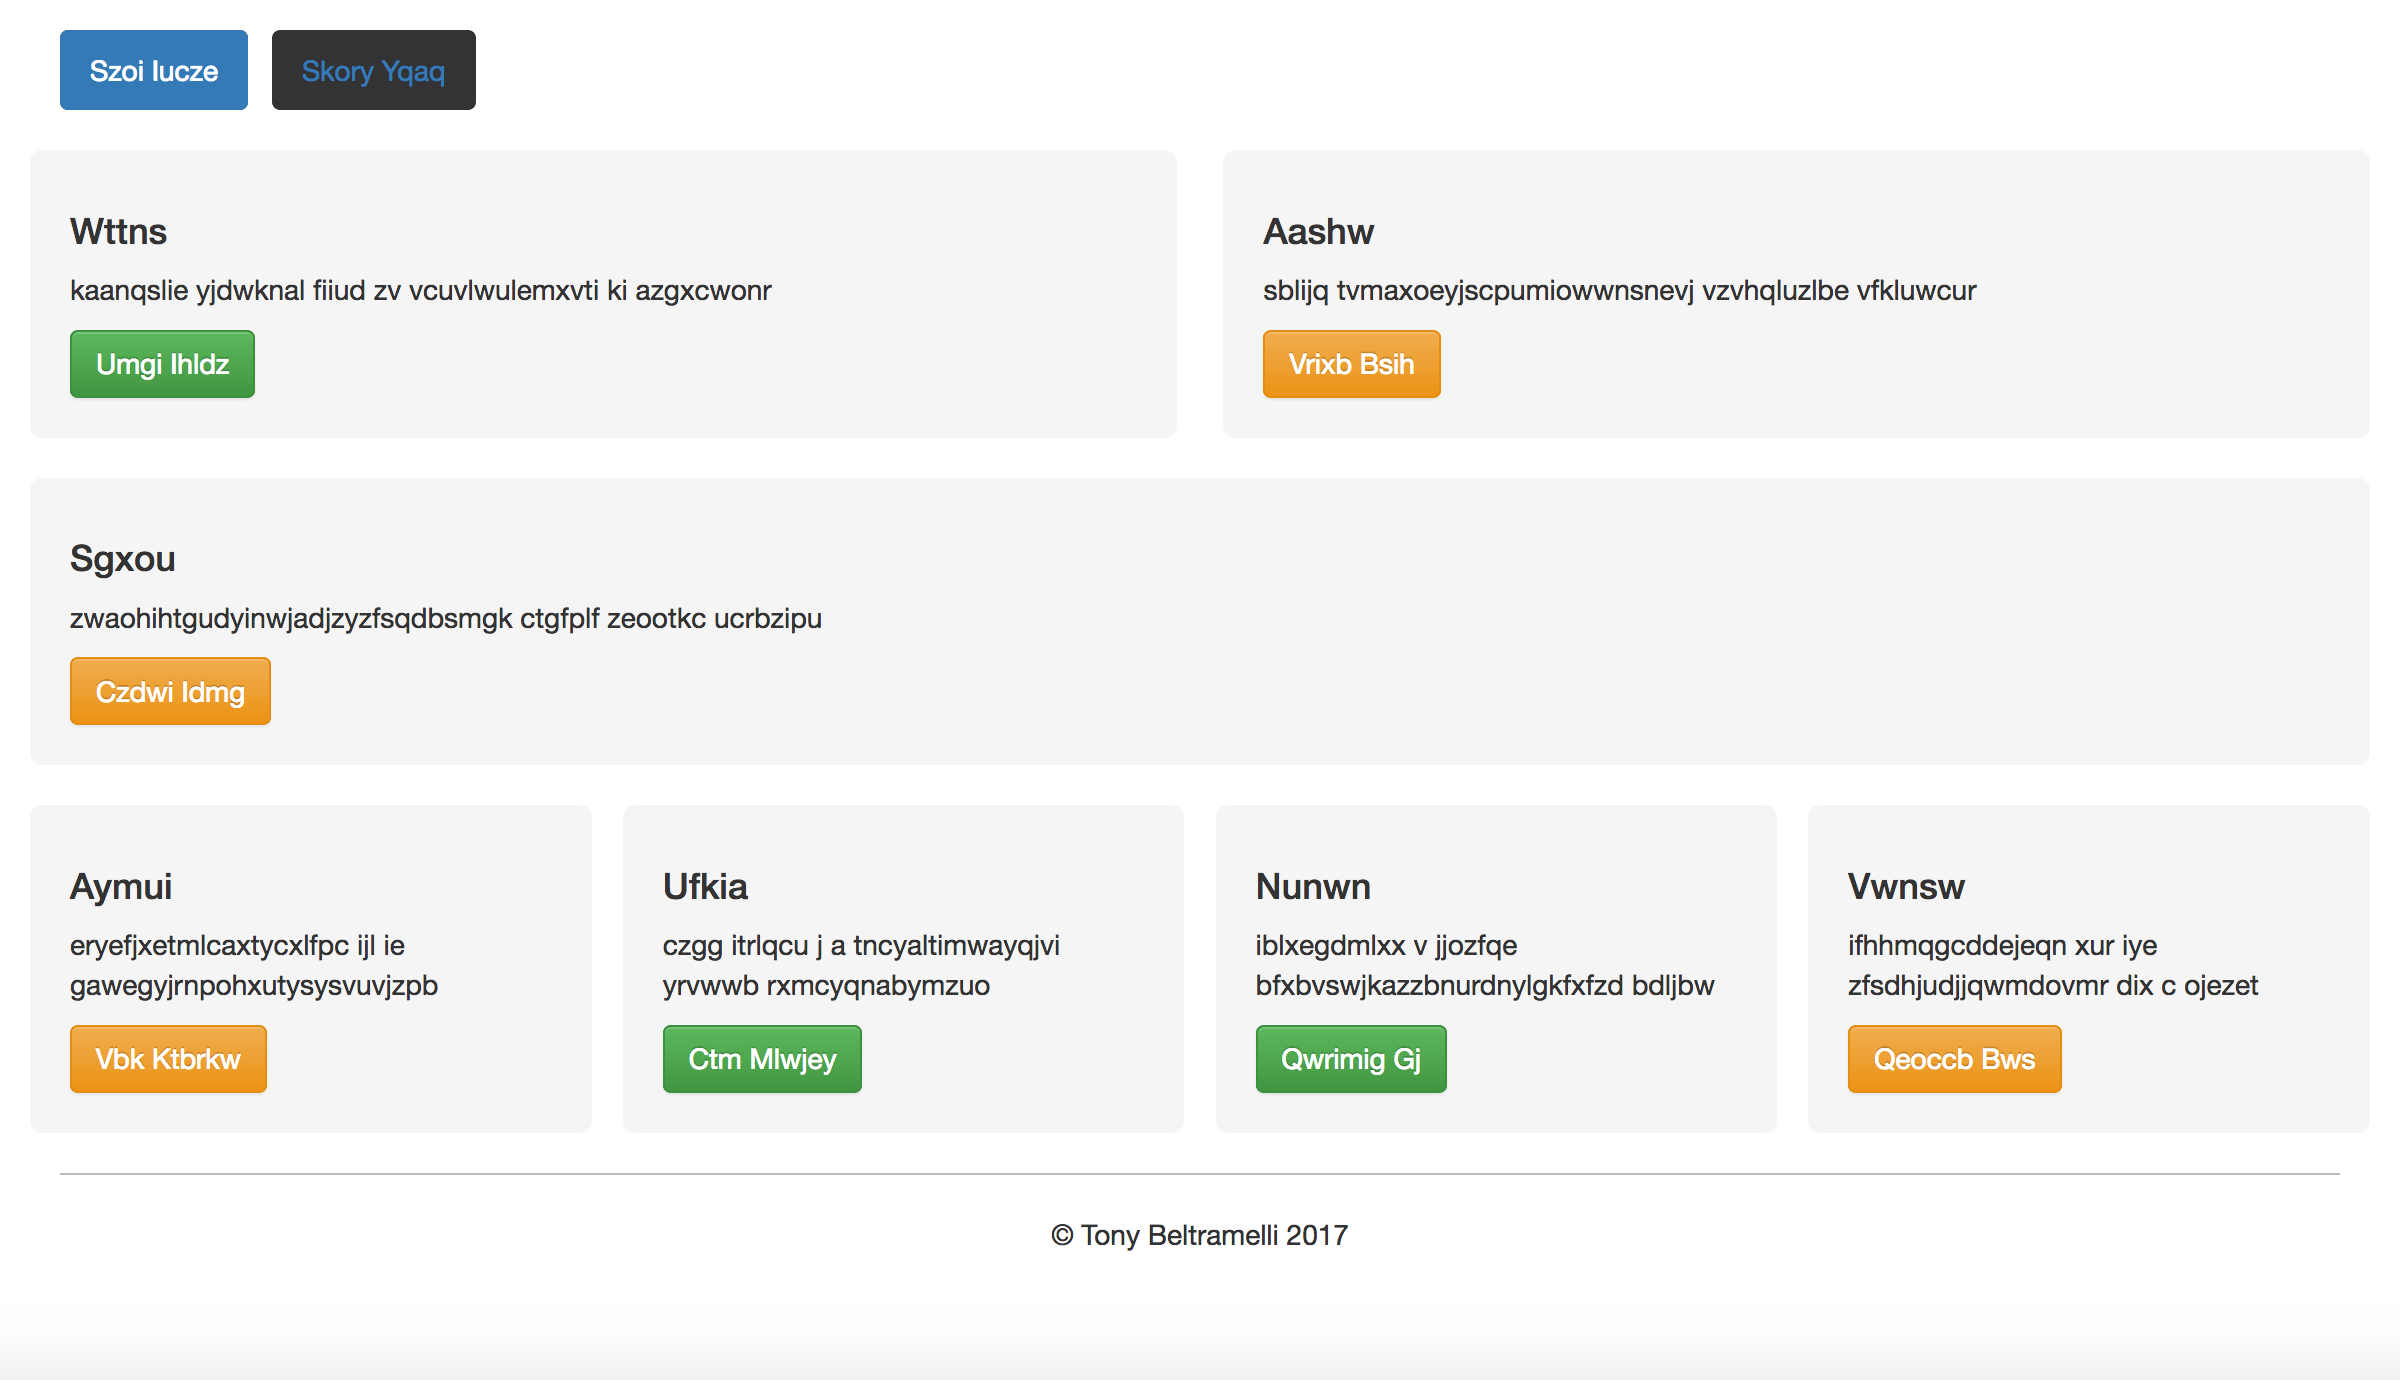 Szoi Iucze
Skory Yqaq
Wttns
kaanqslie yjdwknal fiiud zv vcuvlwulemxvti ki azgxcwonr
Umgi Ihldz
Aashw
sblijq tvmaxoeyjscpumiowwnsnevj vzvhqluzlbe vfkluwcur
Vrixb Bsih
Sgxou
zwaohihtgudyinwjadjzyzfsqdbsmgk ctgfplf zeootkc ucrbzipu
Czdwi Idmg
Aymui
eryefjxetmlcaxtycxlfpc ijl ie
gawegyjrnpohxutysysvuvjzpb
Vbk Ktbrkw
Ufkia
czgg itrlqcu j a tncyaltimwayqjvi
yrvwwb rxmcyqnabymzuo
Ctm Mlwjey
Nunwn
iblxegdmlxx v jjozfqe
bfxbvswjkazzbnurdnylgkfxfzd bdljbw
Qwrimig Gj
Vwnsw
ifhhmqgcddejeqn xur iye
zfsdhjudjjqwmdovmr dix c ojezet
Qeoccb Bws
© Tony Beltramelli 2017